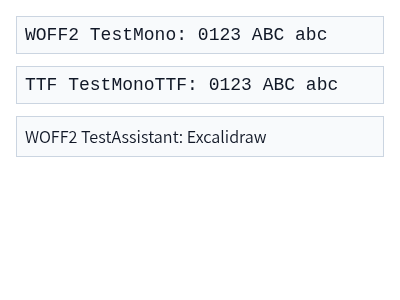 WOFF2 TestMono: 0123 ABC abc
TTF TestMonoTTF: 0123 ABC abc
WOFF2 TestAssistant: Excalidraw